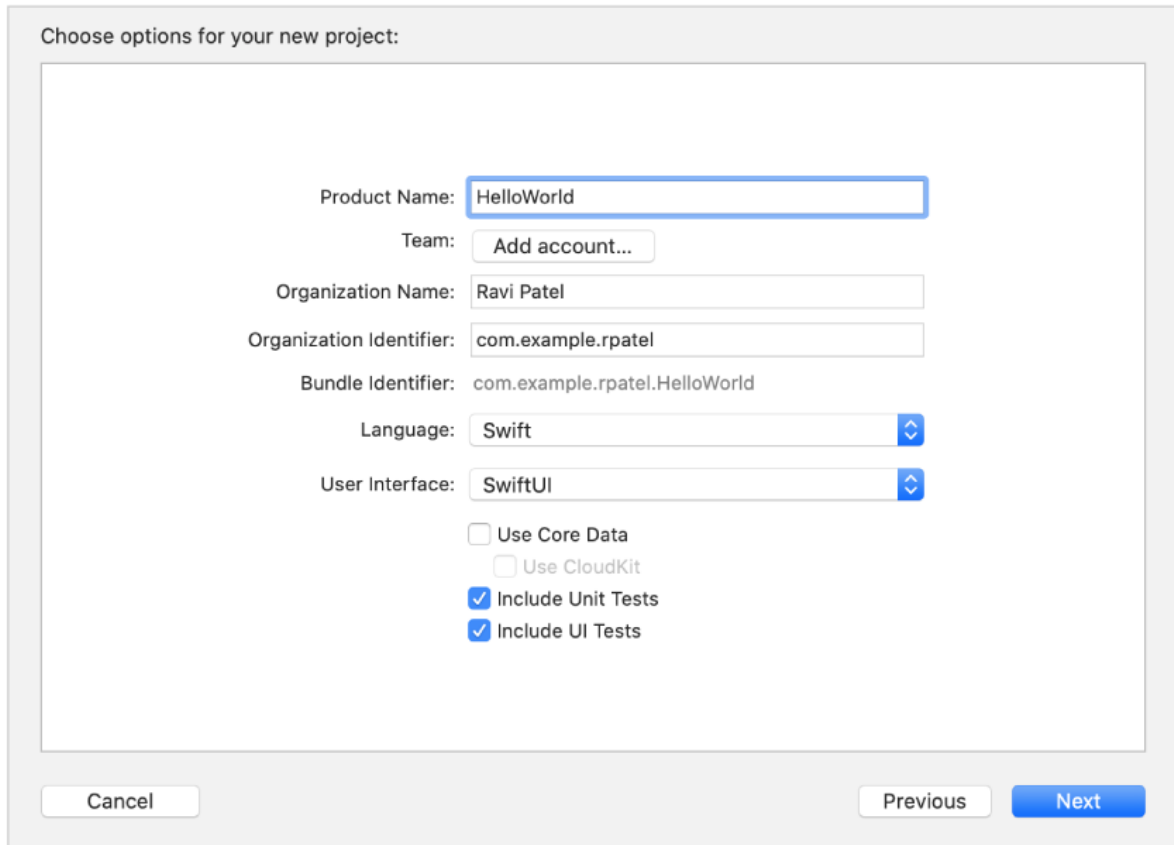 Choose options for your new project:
Product Name: HelloWorld
Team: Add account...
Organization Name: Ravi Patel
Organization Identifier: com.example.rpatel
Bundle Identifier: com.example.rpatel.HelloWorld
Language: Swift
User Interface: SwiftUI
Use Core Data
Use CloudKit
Include Unit Tests
Include UI Tests
Cancel Previous Next